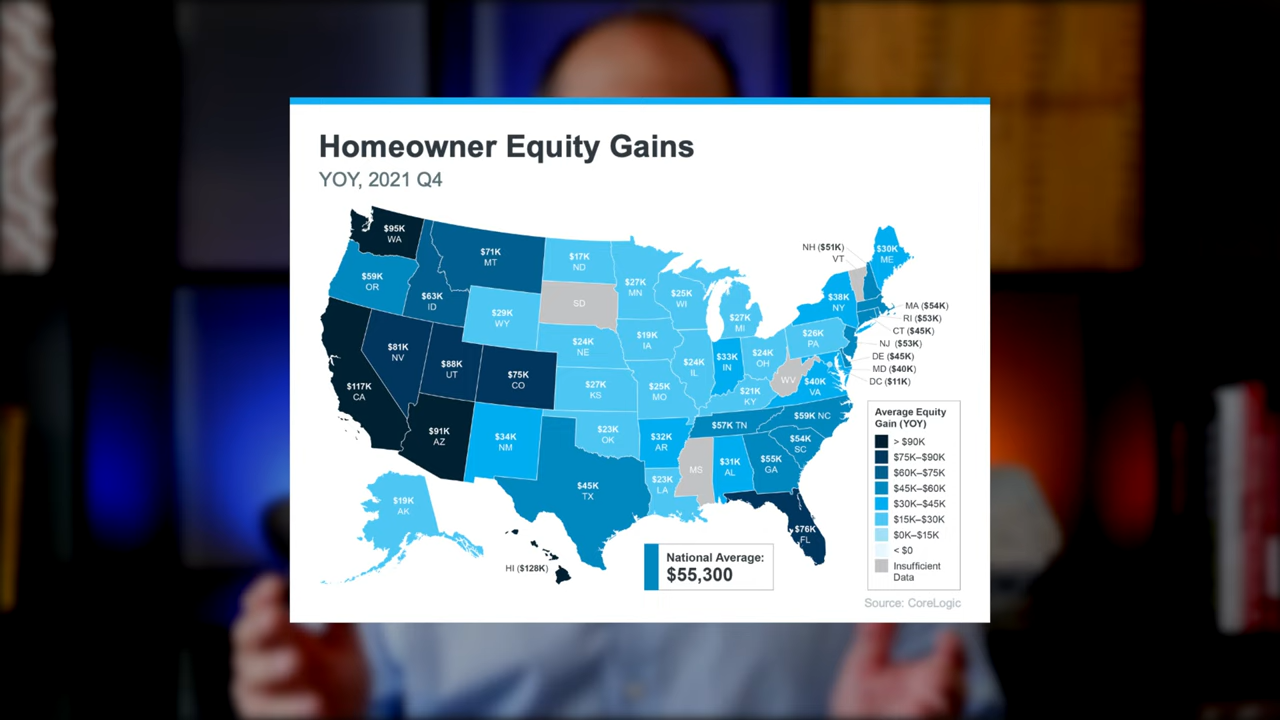 Homeowner Equity Gains
YOY, 2021 Q4
$95K
WA
$59K
OR
$63K
ID
$71K
MT
$17K
ND
SD
$29K
WY
$24K
NE
$27K
KS
$23K
OK
$45K
TX
$34K
NM
$75K
CO
$88K
UT
$81K
NV
$117K
CA
$91K
AZ
$19K
AK
HI ($128K)
$27K
MN
$25K
WI
$19K
IA
$24K
IL
$25K
MO
$32K
AR
$23K
LA
MS
$31K
AL
$57K TN
$21K
KY
$33K
IN
$24K
OH
$27K
MI
WV
$40K
VA
$59K NC
$54K
SC
$55K
GA
$76K
FL
$26K
PA
$38K
NY
$30K
ME
NH ($51K)
VT
MA ($54K)
RI ($53K)
CT ($45K)
NJ ($53K)
DE ($45K)
MD ($40K)
DC ($11K)
Average Equity
Gain (YOY)
> $90K
$75K–$90K
$60K–$75K
$45K–$60K
$30K–$45K
$15K–$30K
$0K–$15K
< $0
Insufficient
Data
National Average:
$55,300
Source: CoreLogic